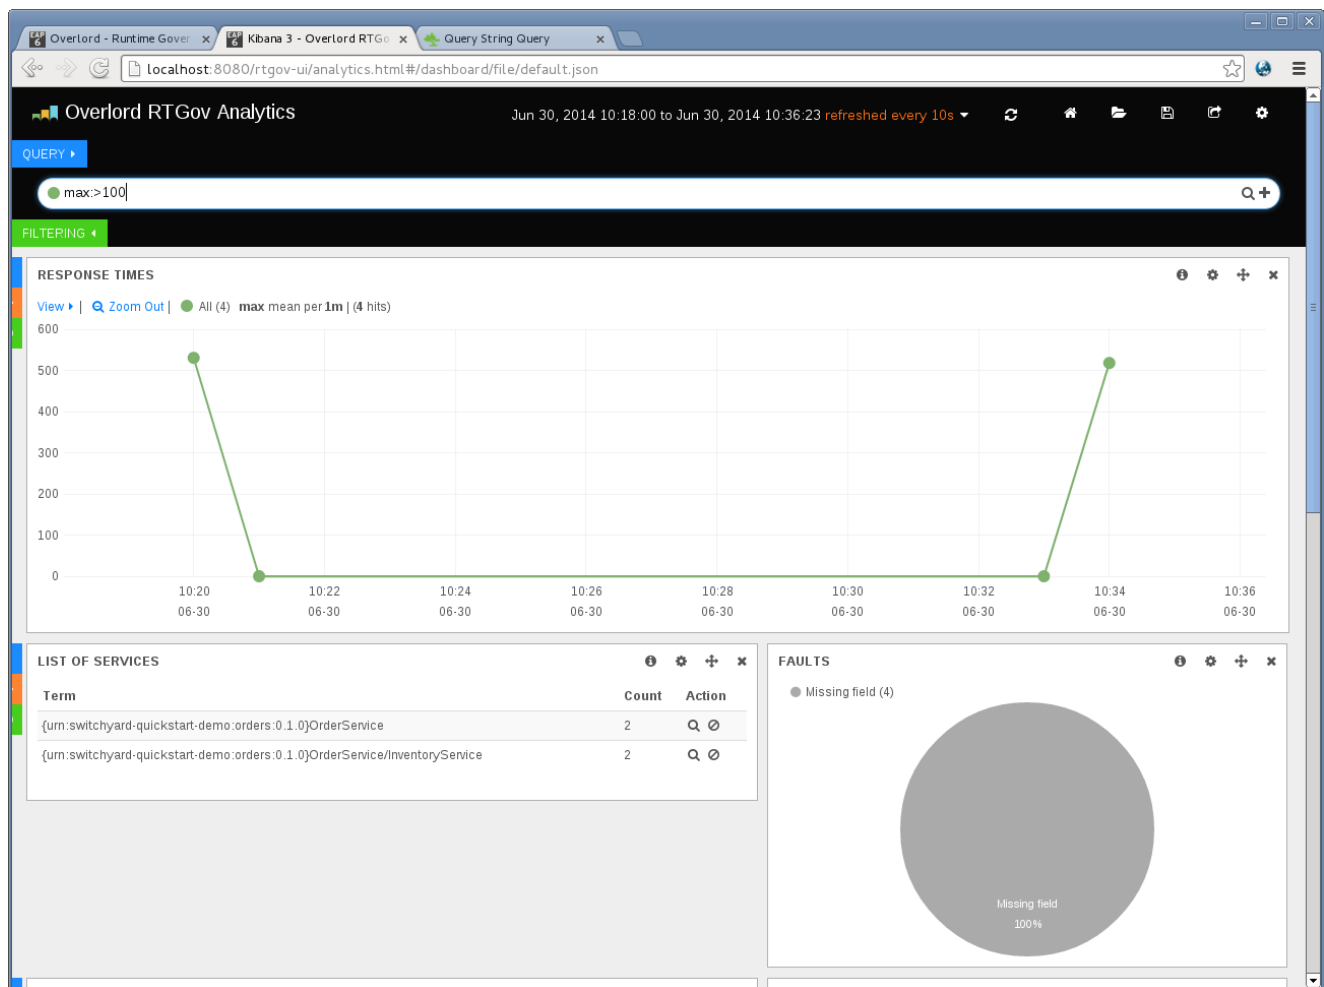 Overlord - Runtime Gover
Kibana 3 - Overlord RTGo
Query String Query
localhost:8080/rtgov-ui/analytics.html#/dashboard/file/default.json
Overlord RTGov Analytics
Jun 30, 2014 10:18:00 to Jun 30, 2014 10:36:23 refreshed every 10s
QUERY
max:>100
FILTERING
RESPONSE TIMES
View | Zoom Out | All (4) max mean per 1m | (4 hits)
600
500
400
300
200
100
0
10:20 10:22 10:24 10:26 10:28 10:30 10:32 10:34 10:36
06-30 06-30 06-30 06-30 06-30 06-30 06-30 06-30 06-30
LIST OF SERVICES
Term Count Action
{urn:switchyard-quickstart-demo:orders:0.1.0}OrderService 2
{urn:switchyard-quickstart-demo:orders:0.1.0}OrderService/InventoryService 2
FAULTS
Missing field (4)
Missing field
100%